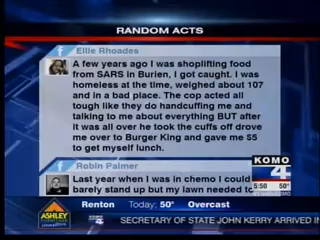 RANDOM ACTS
Ellie Rhoades
A few years ago I was shoplifting food
from SARS in Burien, I got caught. I was
homeless at the time, weighed about 107
and in a bad place. The cop acted all
tough like they do handcuffing me and
talking to me about everything BUT after
it was all over he took the cuffs off drove
me over to Burger King and gave me $5
to get myself lunch.
Robin Palmer
Last year when I was in chemo I could
barely stand up but my lawn needed to
KOMO
4
5:50 50°
Renton Today: 50° Overcast
ASHLEY
SECRETARY OF STATE JOHN KERRY ARRIVED IN